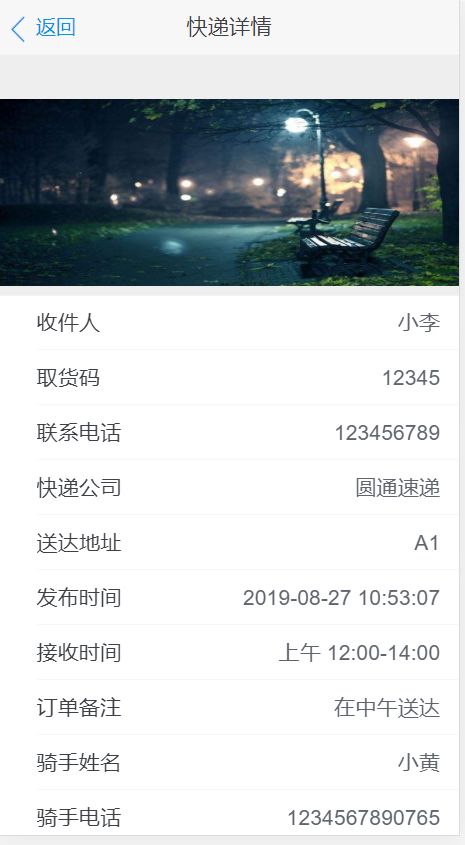 返回 快递详情
收件人 小李
取货码 12345
联系电话 123456789
快递公司 圆通速递
送达地址 A1
发布时间 2019-08-27 10:53:07
接收时间 上午 12:00-14:00
订单备注 在中午送达
骑手姓名 小黄
骑手电话 1234567890765